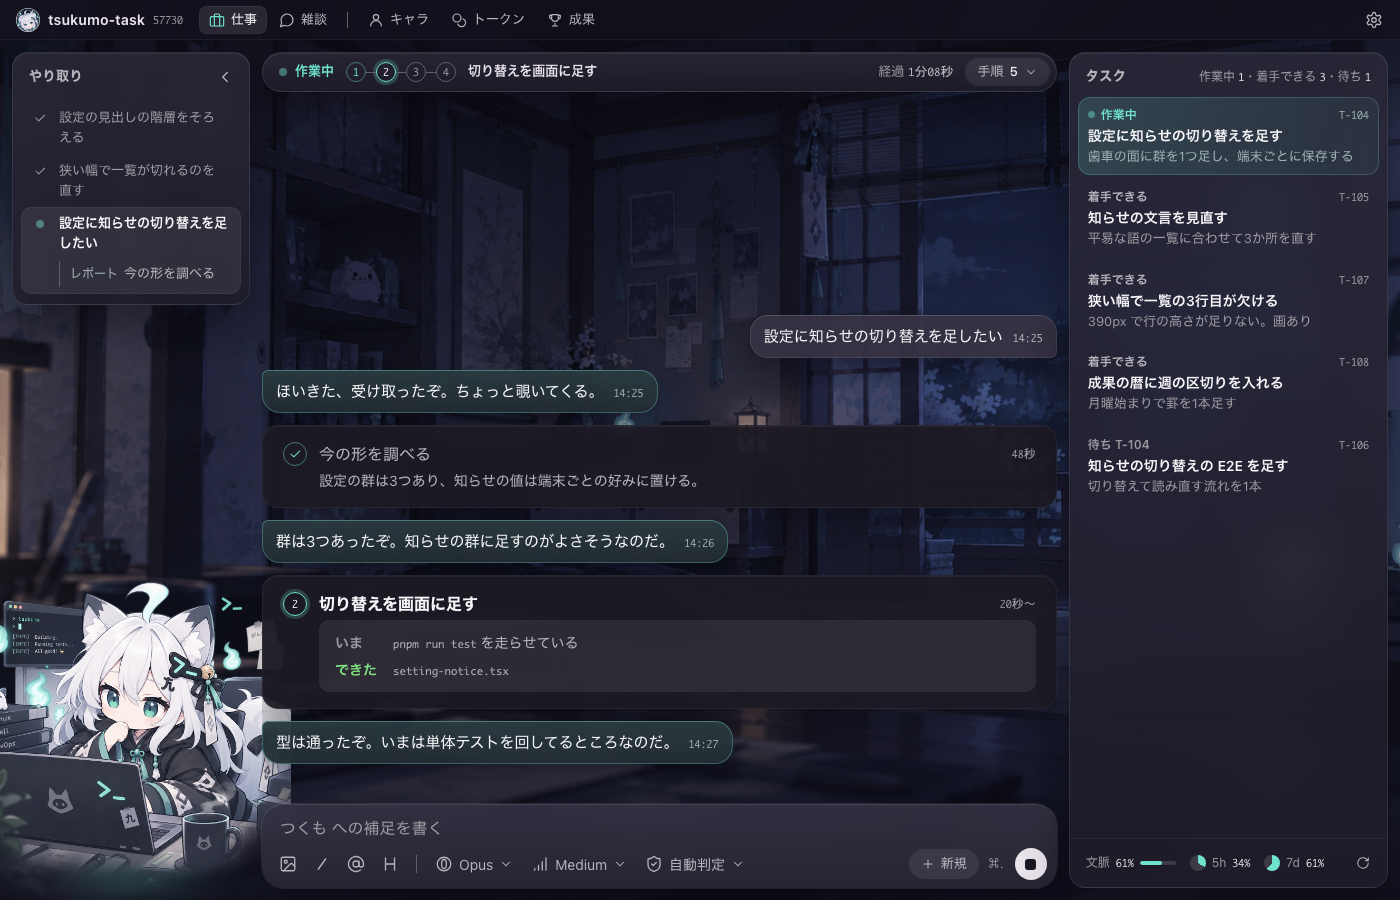 tsukumo-task 57730 仕事 雑談 キャラ トークン 成果
やり取り
設定の見出しの階層をそろ
える
狭い幅で一覧が切れるのを
直す
設定に知らせの切り替えを足
したい
レポート 今の形を調べる
作業中 1 2 3 4 切り替えを画面に足す 経過 1分08秒 手順 5
設定に知らせの切り替えを足したい 14:25
ほいきた、受け取ったぞ。ちょっと覗いてくる。 14:25
今の形を調べる 48秒
設定の群は3つあり、知らせの値は端末ごとの好みに置ける。
群は3つあったぞ。知らせの群に足すのがよさそうなのだ。 14:26
2 切り替えを画面に足す 20秒〜
いま pnpm run test を走らせている
できた setting-notice.tsx
型は通ったぞ。いまは単体テストを回してるところなのだ。 14:27
つくも への補足を書く
Opus Medium 自動判定 + 新規 ⌘.
タスク 作業中 1・着手できる 3・待ち 1
作業中 T-104
設定に知らせの切り替えを足す
歯車の面に群を1つ足し、端末ごとに保存する
着手できる T-105
知らせの文言を見直す
平易な語の一覧に合わせて3か所を直す
着手できる T-107
狭い幅で一覧の3行目が欠ける
390px で行の高さが足りない。画あり
着手できる T-108
成果の暦に週の区切りを入れる
月曜始まりで罫を1本足す
待ち T-104 T-106
知らせの切り替えの E2E を足す
切り替えて読み直す流れを1本
文脈 61% 5h 34% 7d 61%
九